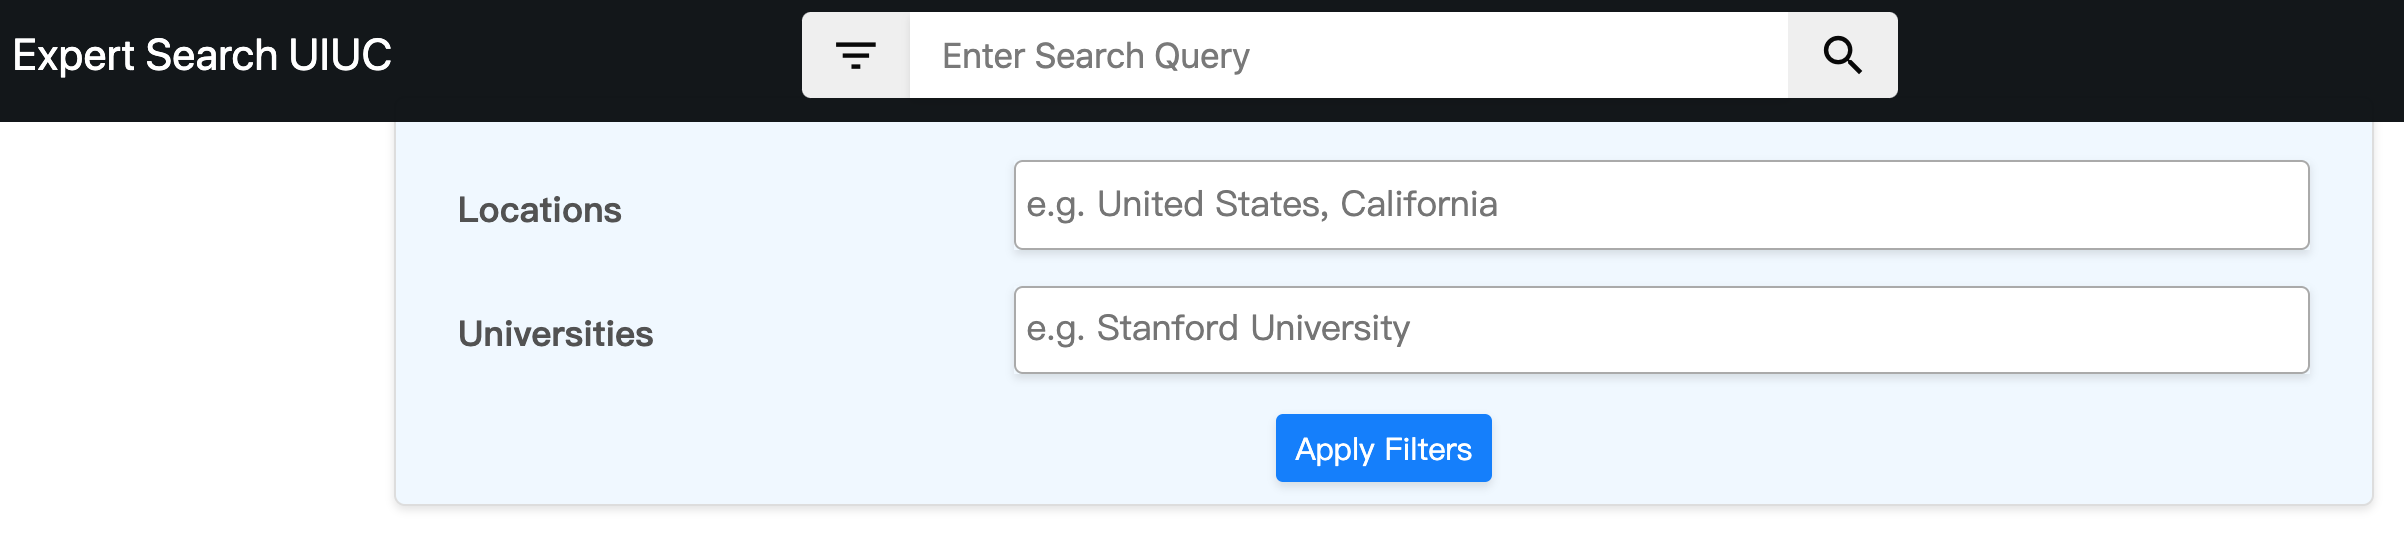 Expert Search UIUC
Enter Search Query
Locations
e.g. United States, California
Universities
e.g. Stanford University
Apply Filters